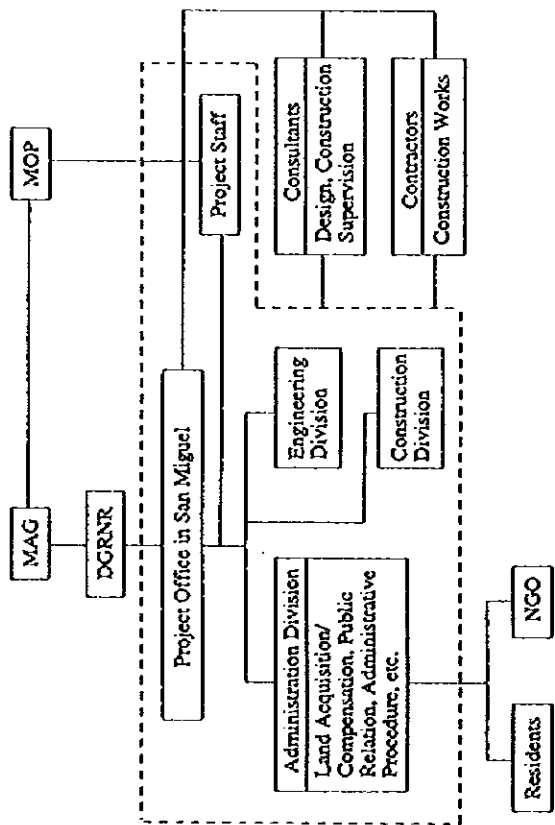 MAG
MOP
DGRNR
Project Office in San Miguel
Project Staff
Administration Division
Land Acquisition/
Compensation, Public
Relation, Administrative
Procedure, etc.
Engineering
Division
Construction
Division
Consultants
Design, Construction
Supervision
Contractors
Construction Works
Residents
NGO